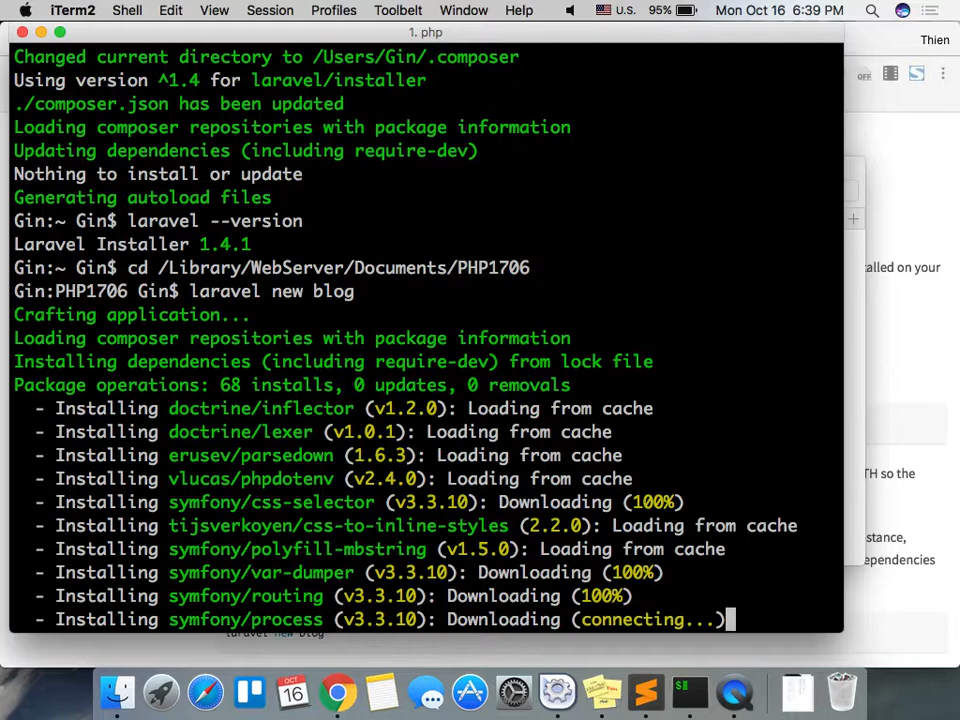 iTerm2 Shell Edit View Session Profiles Toolbelt Window Help U.S. 95% Mon Oct 16 6:39 PM
1. php
Thien
OFF
Changed current directory to /Users/Gin/.composer
Using version ^1.4 for laravel/installer
./composer.json has been updated
Loading composer repositories with package information
Updating dependencies (including require-dev)
Nothing to install or update
Generating autoload files
Gin:~ Gin$ laravel --version
Laravel Installer 1.4.1
Gin:~ Gin$ cd /Library/WebServer/Documents/PHP1706
Gin:PHP1706 Gin$ laravel new blog
Crafting application...
Loading composer repositories with package information
Installing dependencies (including require-dev) from lock file
Package operations: 68 installs, 0 updates, 0 removals
- Installing doctrine/inflector (v1.2.0): Loading from cache
- Installing doctrine/lexer (v1.0.1): Loading from cache
- Installing erusev/parsedown (1.6.3): Loading from cache
- Installing vlucas/phpdotenv (v2.4.0): Loading from cache
- Installing symfony/css-selector (v3.3.10): Downloading (100%)
- Installing tijsverkoyen/css-to-inline-styles (2.2.0): Loading from cache
- Installing symfony/polyfill-mbstring (v1.5.0): Loading from cache
- Installing symfony/var-dumper (v3.3.10): Downloading (100%)
- Installing symfony/routing (v3.3.10): Downloading (100%)
- Installing symfony/process (v3.3.10): Downloading (connecting...)
alled on your
TH so the
stance,
ependencies
laravel new blog
OCT
16